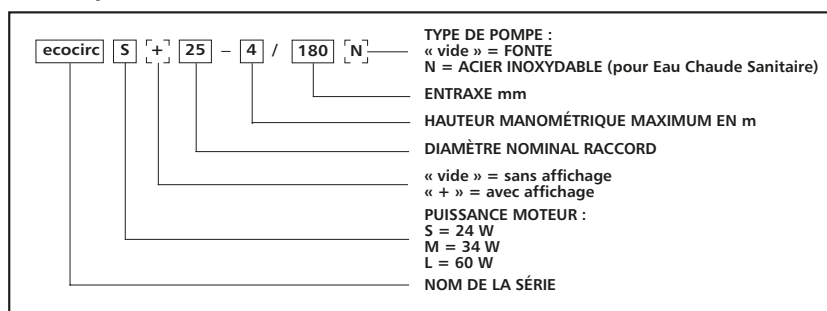 ecocirc S + 25 – 4 / 180 N
TYPE DE POMPE :
« vide » = FONTE
N = ACIER INOXYDABLE (pour Eau Chaude Sanitaire)
ENTRAXE mm
HAUTEUR MANOMÉTRIQUE MAXIMUM EN m
DIAMÈTRE NOMINAL RACCORD
« vide » = sans affichage
« + » = avec affichage
PUISSANCE MOTEUR :
S = 24 W
M = 34 W
L = 60 W
NOM DE LA SÉRIE